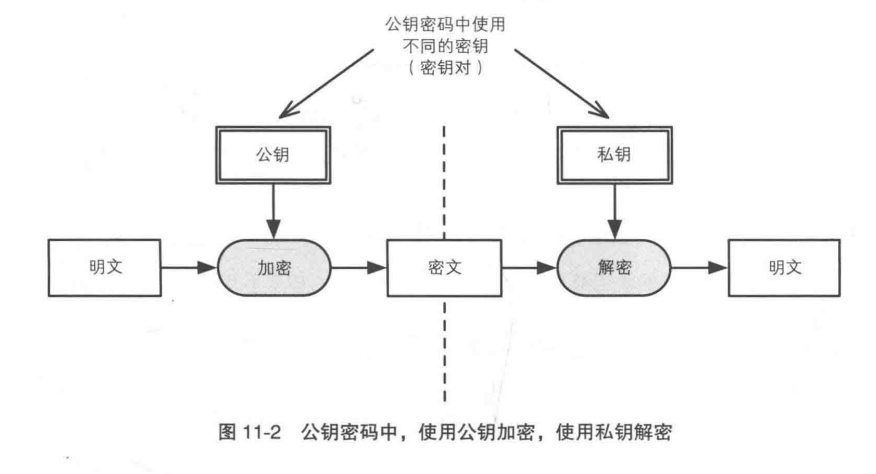 公钥密码中使用
不同的密钥
（密钥对）
公钥
私钥
明文
加密
密文
解密
明文
图 11-2 公钥密码中，使用公钥加密，使用私钥解密